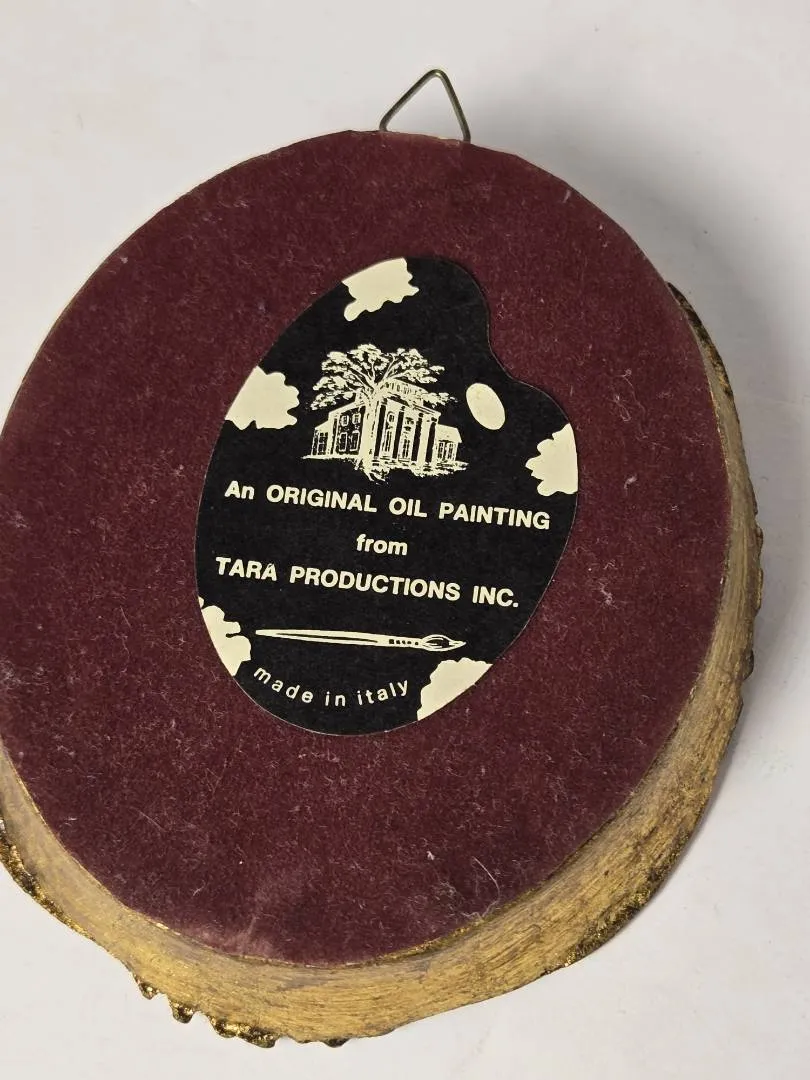 An ORIGINAL OIL PAINTING
from
TARA PRODUCTIONS INC.
made in italy